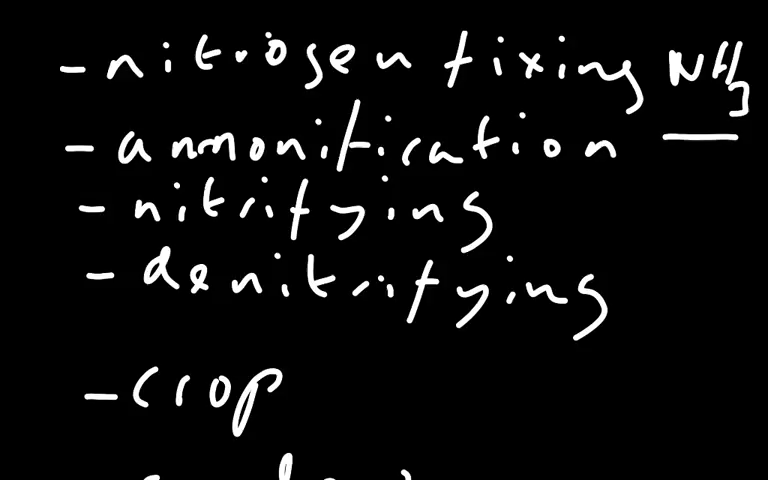 - nitrogen fixing NH3
- ammonification
- nitrifying
- denitrifying
- crop